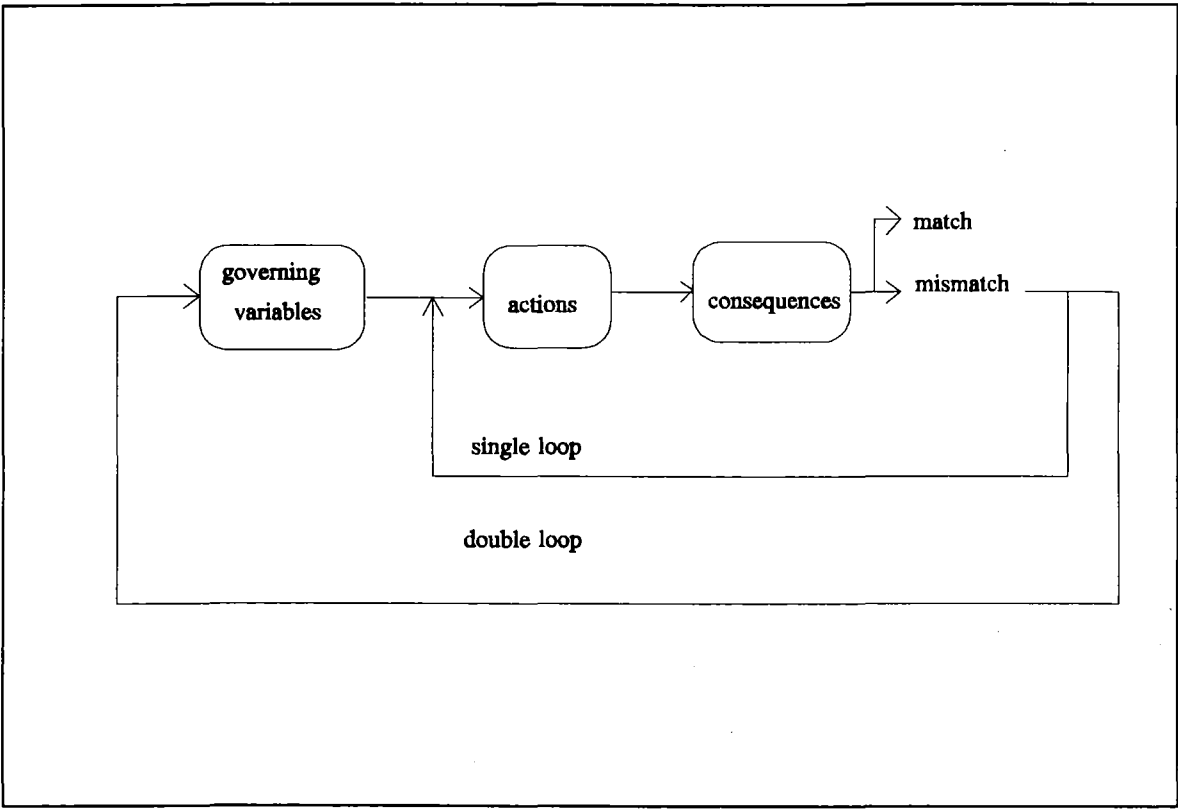 match
governing
variables
actions
consequences
mismatch
single loop
double loop